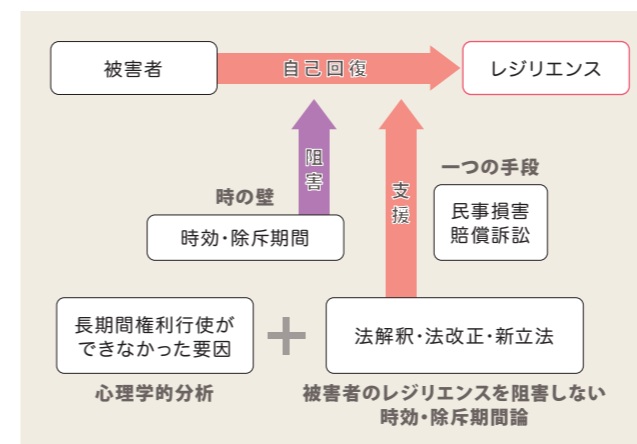 被害者
自己回復
レジリエンス
阻害
支援
一つの手段
民事損害
賠償訴訟
時の壁
時効・除斥期間
長期間権利行使が
できなかった要因
+
法解釈・法改正・新立法
心理学的分析
被害者のレジリエンスを阻害しない
時効・除斥期間論